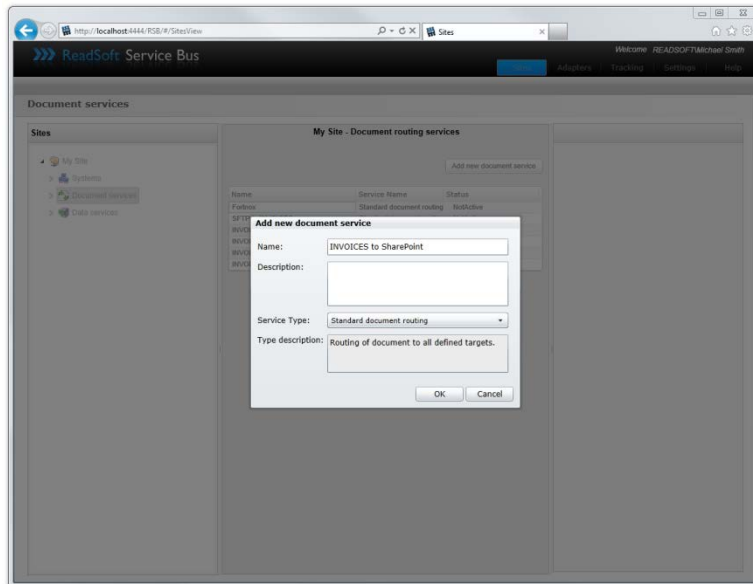 http://localhost:4444/RSB/#/SitesView
Sites
ReadSoft Service Bus
Welcome READSOFT\Michael Smith
Adapters Tracking Settings Help
Document services
Sites
My Site - Document routing services
My Site
Add new document service
Systems
Document services
Data services
Name Service Name Status
Fortnox Standard document routing NotActive
Add new document service
Name: INVOICES to SharePoint
Description:
Service Type: Standard document routing
Type description: Routing of document to all defined targets.
OK Cancel